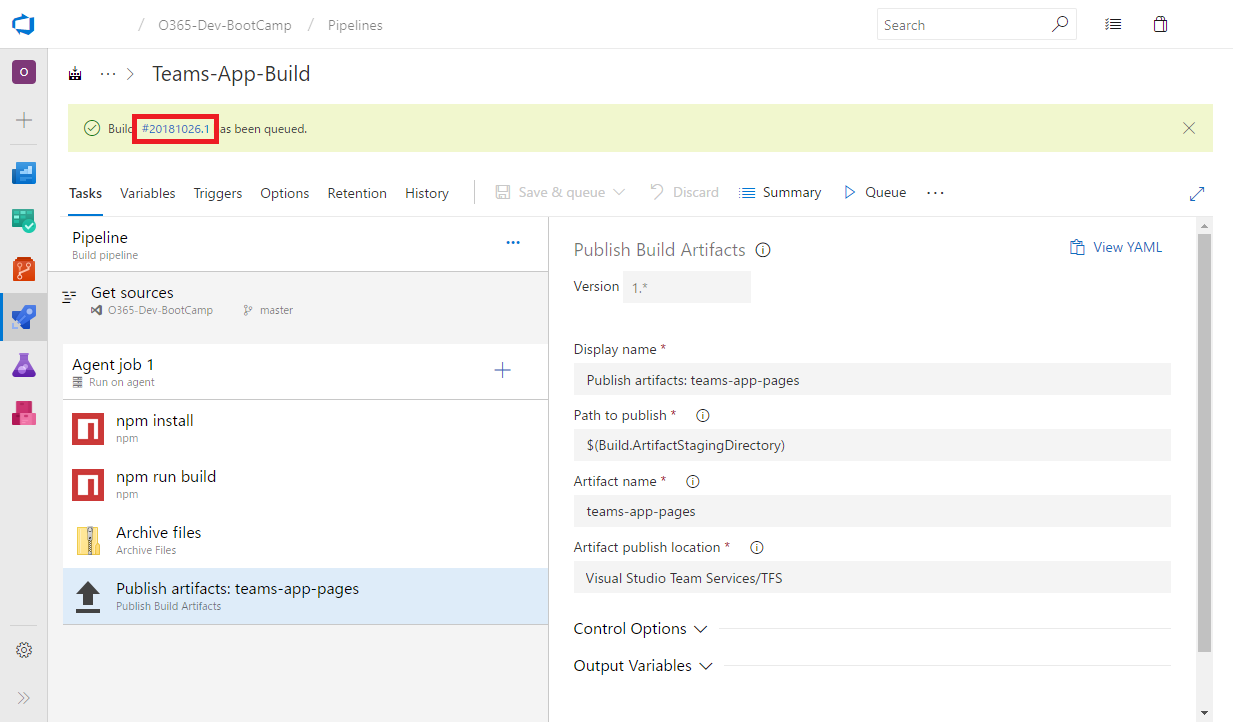 / O365-Dev-BootCamp / Pipelines
Search
O
··· > Teams-App-Build
Build #20181026.1 as been queued.
Tasks Variables Triggers Options Retention History Save & queue Discard Summary Queue ···
Pipeline
Build pipeline
Get sources
O365-Dev-BootCamp master
Agent job 1
Run on agent
npm install
npm
npm run build
npm
Archive files
Archive Files
Publish artifacts: teams-app-pages
Publish Build Artifacts
Publish Build Artifacts
View YAML
Version 1.*
Display name *
Publish artifacts: teams-app-pages
Path to publish *
$(Build.ArtifactStagingDirectory)
Artifact name *
teams-app-pages
Artifact publish location *
Visual Studio Team Services/TFS
Control Options
Output Variables